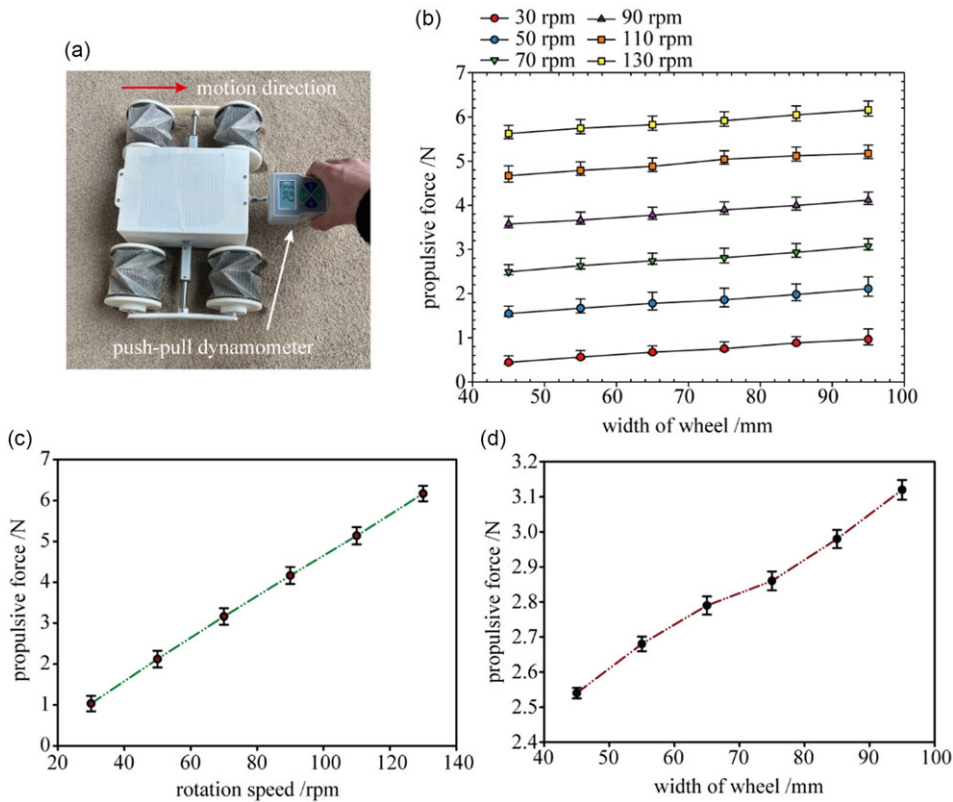 (a)
motion direction
push-pull dynamometer
(b)
30 rpm 90 rpm
50 rpm 110 rpm
70 rpm 130 rpm
7
6
5
4
3
2
1
0
propulsive force /N
40 50 60 70 80 90 100
width of wheel /mm
(c)
7
6
5
4
3
2
1
0
propulsive force /N
20 40 60 80 100 120 140
rotation speed /rpm
(d)
3.2
3.1
3.0
2.9
2.8
2.7
2.6
2.5
2.4
propulsive force /N
40 50 60 70 80 90 100
width of wheel /mm